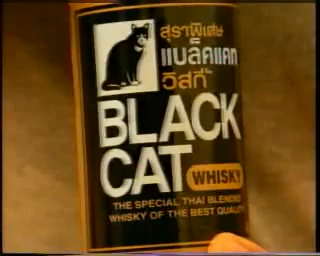 สุราพิเศษ
แบล็คแคท
วิสกี้
BLACK
CAT
WHISKY
THE SPECIAL THAI BLENDED
WHISKY OF THE BEST QUALITY